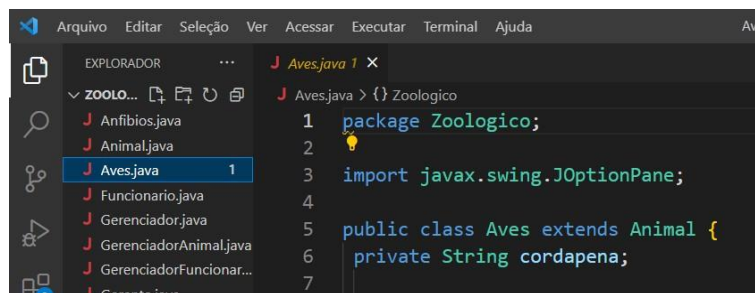 Arquivo Editar Seleção Ver Acessar Executar Terminal Ajuda
EXPLORADOR ...
ZOOLO...
J Anfibios.java
J Animal.java
J Aves.java 1
J Funcionario.java
J Gerenciador.java
J GerenciadorAnimal.java
J GerenciadorFuncionar...
J Aves.java 1 ×
J Aves.java > {} Zoologico
1 package Zoologico;
2
3 import javax.swing.JOptionPane;
4
5 public class Aves extends Animal {
6 private String cordapena;
7